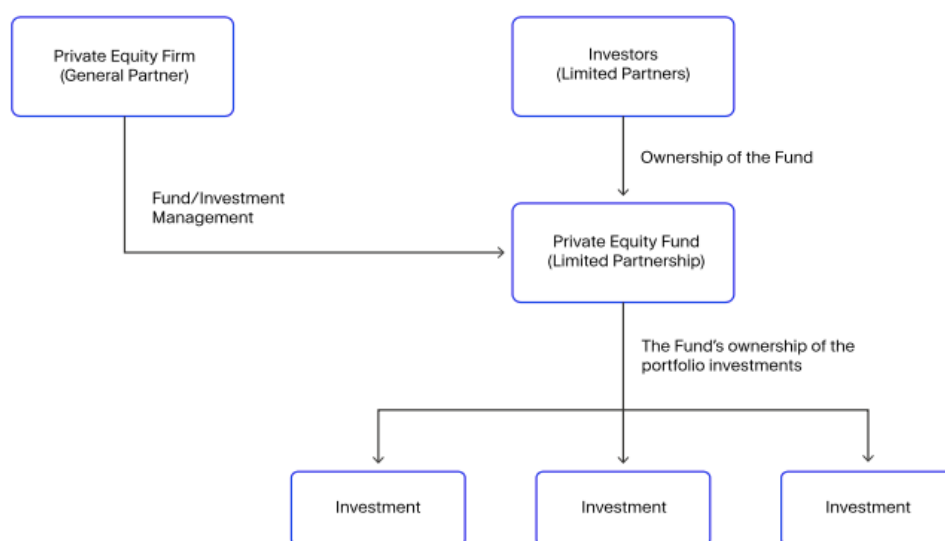 Private Equity Firm
(General Partner)
Investors
(Limited Partners)
Ownership of the Fund
Fund/Investment
Management
Private Equity Fund
(Limited Partnership)
The Fund's ownership of the
portfolio investments
Investment
Investment
Investment